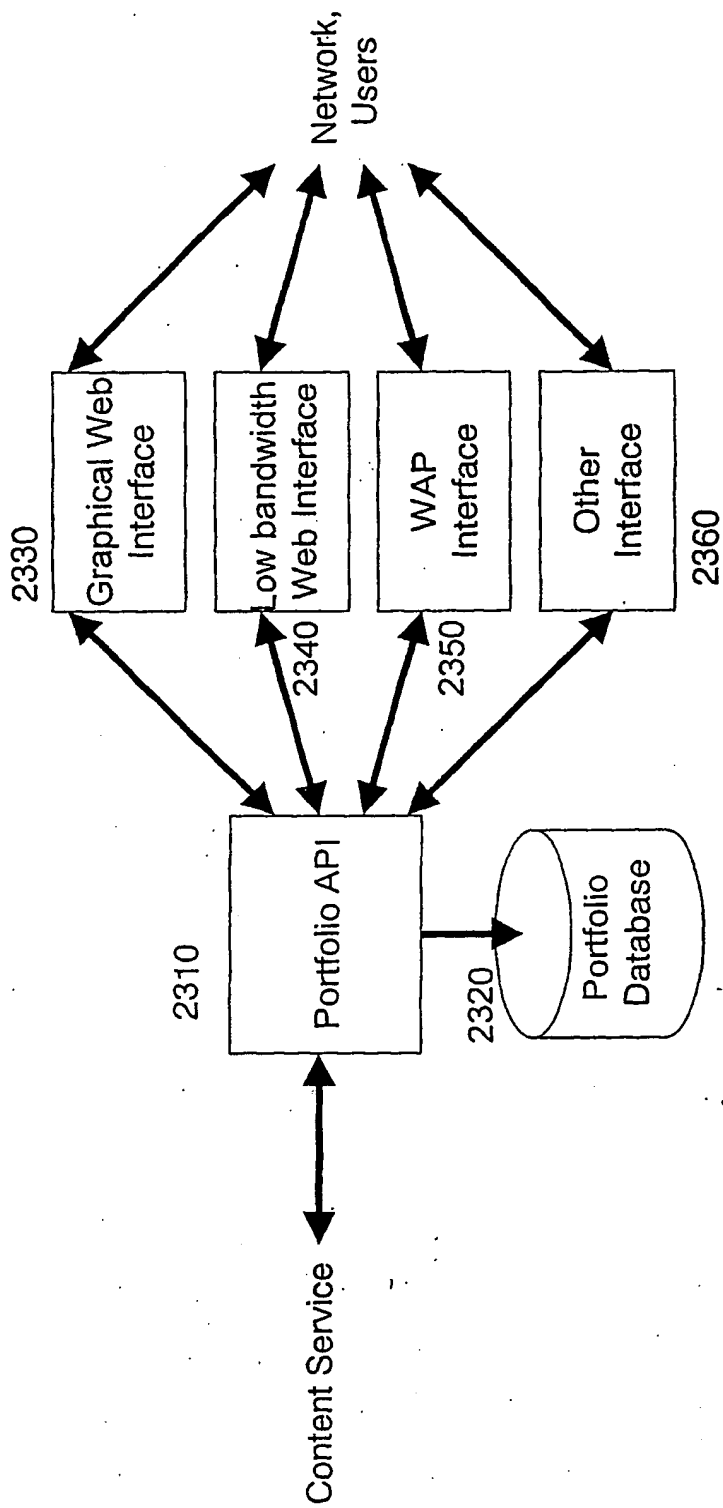 Content Service
2310
Portfolio API
2320
Portfolio
Database
2330
Graphical Web
Interface
2340
Low bandwidth
Web Interface
2350
WAP
Interface
2360
Other
Interface
Network,
Users